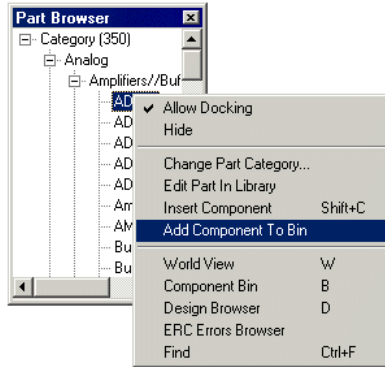 Part Browser
Category (350)
Analog
Amplifiers//Buf
AD
AD
AD
AD
AD
Am
AM
Bu
Bu
Allow Docking
Hide
Change Part Category...
Edit Part In Library
Insert Component Shift+C
Add Component To Bin
World View W
Component Bin B
Design Browser D
ERC Errors Browser
Find Ctrl+F